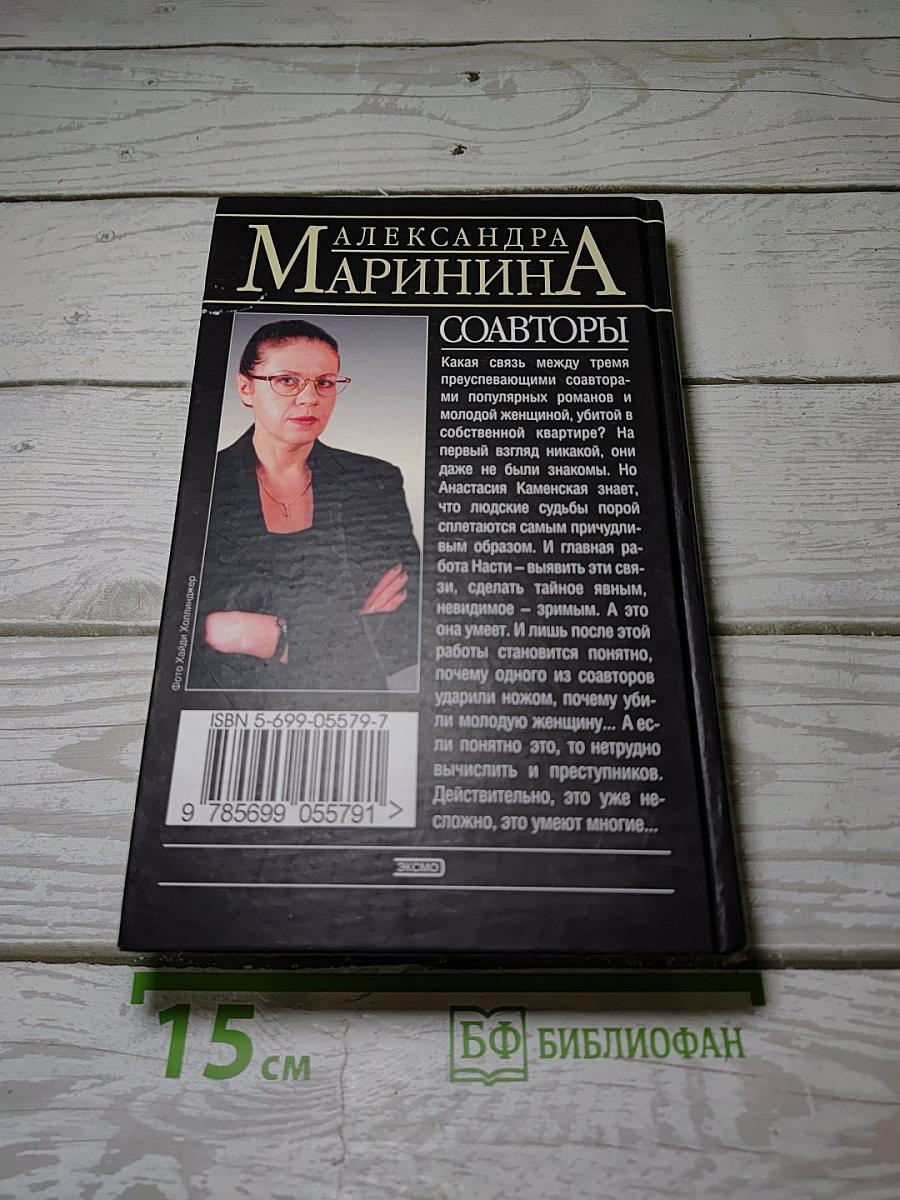 АЛЕКСАНДРА
МАРИНИНА
СОАВТОРЫ
Какая связь между тремя
преуспевающими соавтора-
ми популярных романов и
молодой женщиной, убитой в
собственной квартире? На
первый взгляд никакой, они
даже не были знакомы. Но
Анастасия Каменская знает,
что людские судьбы порой
сплетаются самым причудли-
вым образом. И главная ра-
бота Насти – выявить эти свя-
зи, сделать тайное явным,
невидимое – зримым. А это
она умеет. И лишь после этой
работы становится понятно,
почему одного из соавторов
ударили ножом, почему уби-
ли молодую женщину... А ес-
ли понятно это, то нетрудно
вычислить и преступников.
Действительно, это уже не-
сложно, это умеют многие...
Фото Хайди Холлинджер
ISBN 5-699-05579-7
9 785699 055791 >
ЭКСМО
15 см
БФ БИБЛИОФАН